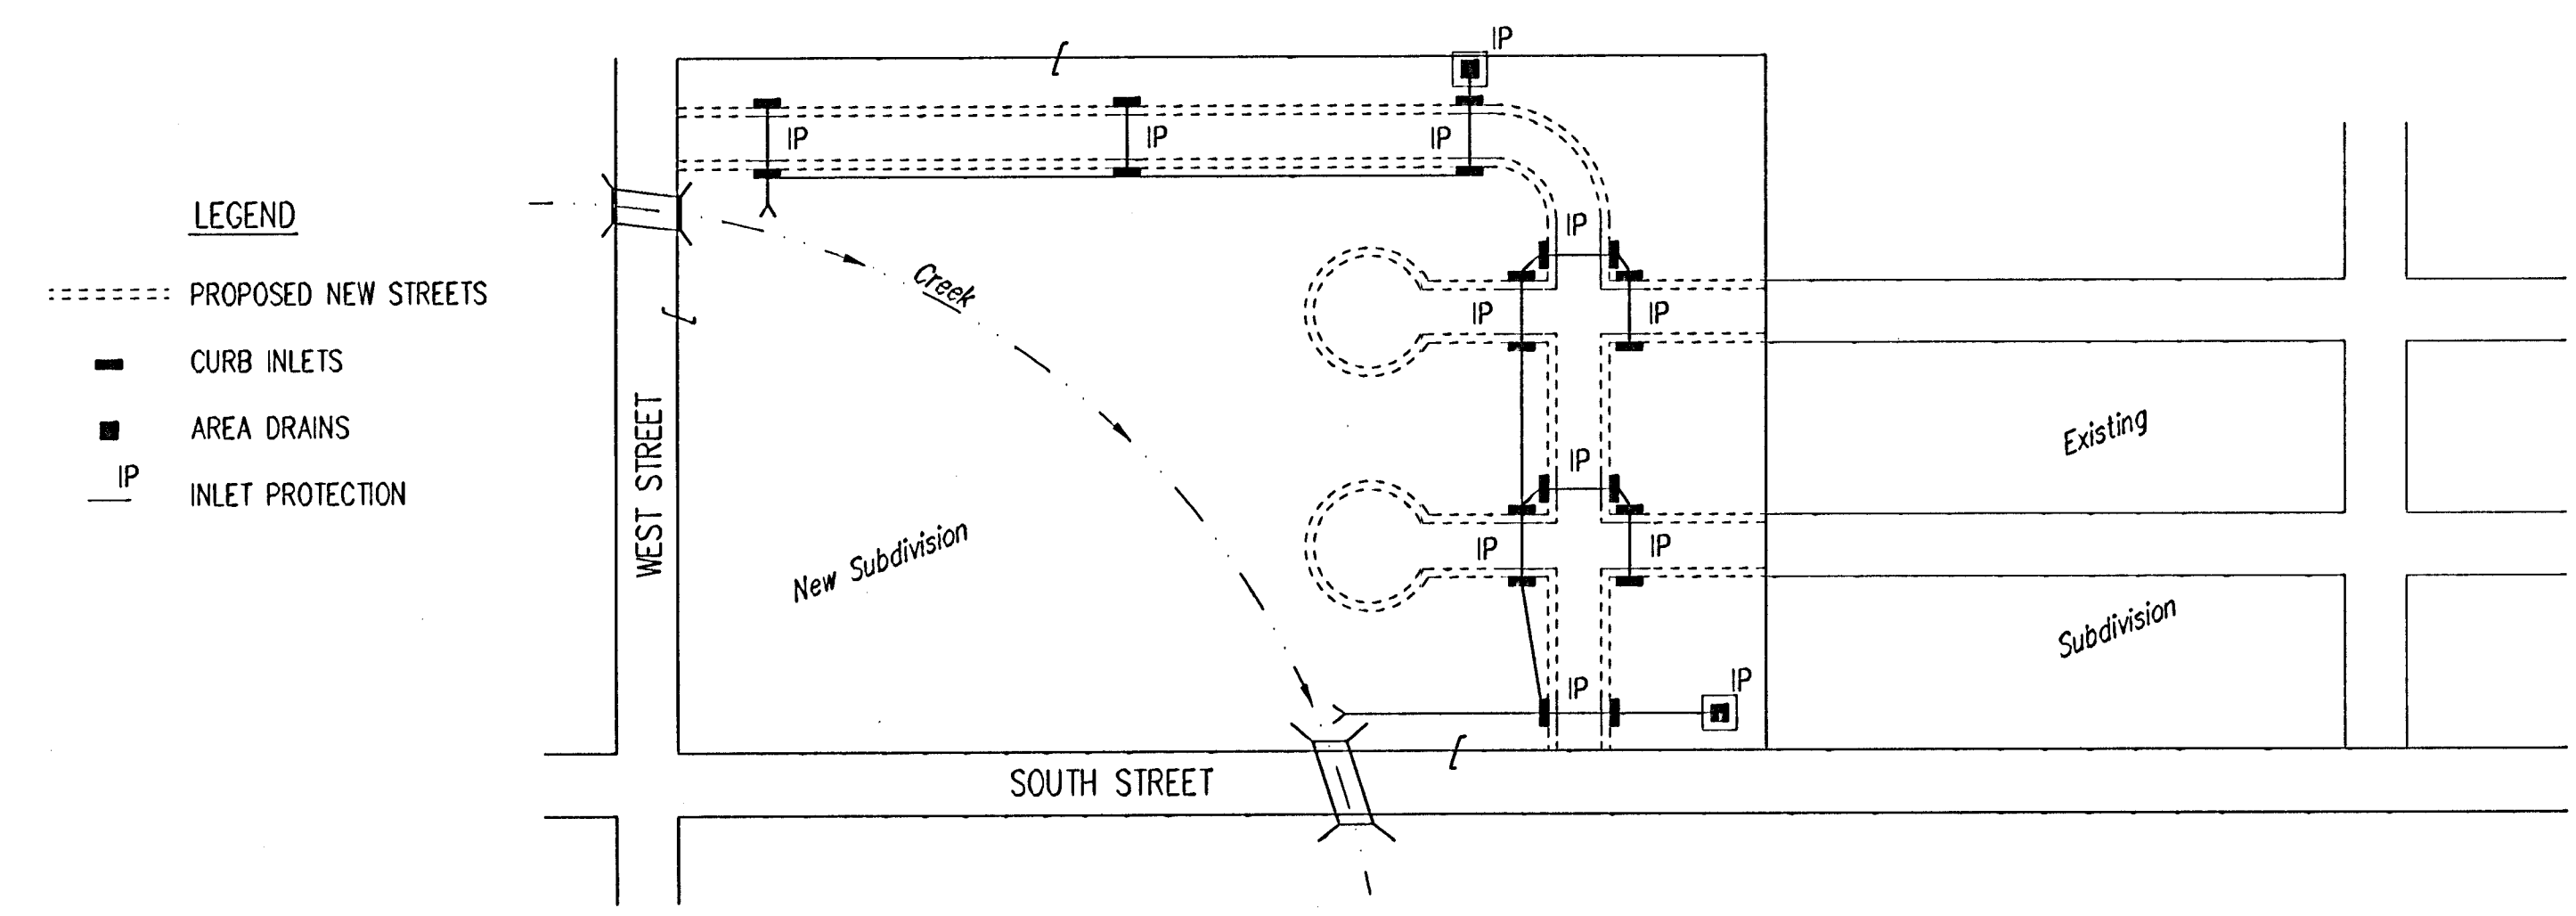 LEGEND
PROPOSED NEW STREETS
CURB INLETS
AREA DRAINS
IP
INLET PROTECTION
IP
IP
IP
IP
IP
IP
IP
IP
IP
IP
IP
IP
IP
Creek
WEST STREET
New Subdivision
Existing
Subdivision
SOUTH STREET